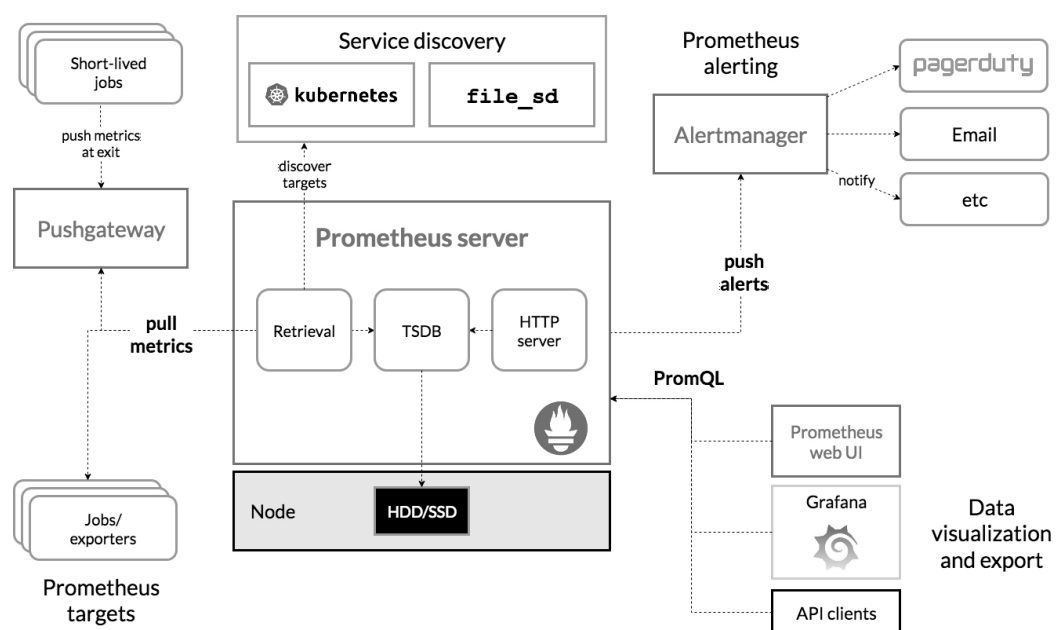 Short-lived
jobs
push metrics
at exit
Pushgateway
Service discovery
kubernetes
file_sd
discover
targets
Prometheus
alerting
Alertmanager
pagerduty
Email
notify
etc
Prometheus server
Retrieval
TSDB
HTTP
server
pull
metrics
push
alerts
PromQL
Node
HDD/SSD
Jobs/
exporters
Prometheus
targets
Prometheus
web UI
Grafana
API clients
Data
visualization
and export